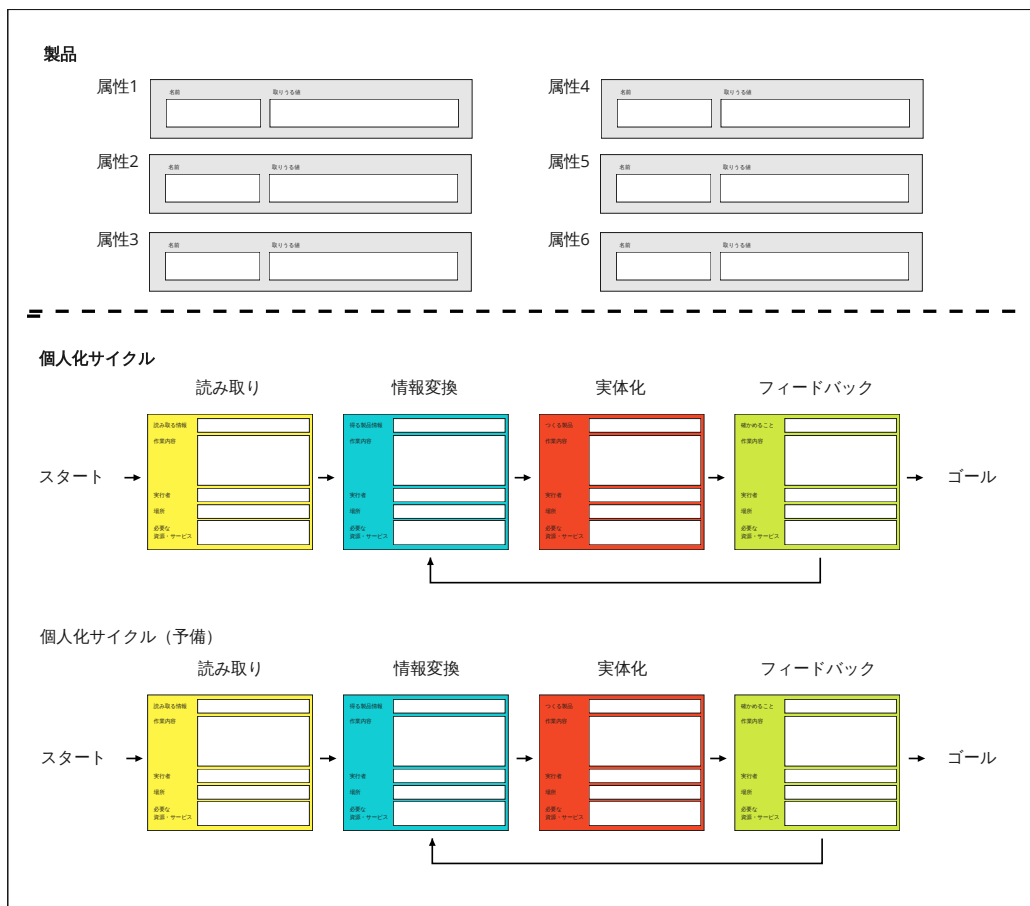 製品
属性1
名前 取りうる値
属性4
名前 取りうる値
属性2
名前 取りうる値
属性5
名前 取りうる値
属性3
名前 取りうる値
属性6
名前 取りうる値
個人化サイクル
読み取り 情報変換 実体化 フィードバック
スタート
読み取る情報
作業内容
実行者
場所
必要な
資源・サービス
得る製品情報
作業内容
実行者
場所
必要な
資源・サービス
つくる製品
作業内容
実行者
場所
必要な
資源・サービス
確かめること
作業内容
実行者
場所
必要な
資源・サービス
ゴール
個人化サイクル（予備）
読み取り 情報変換 実体化 フィードバック
スタート
読み取る情報
作業内容
実行者
場所
必要な
資源・サービス
得る製品情報
作業内容
実行者
場所
必要な
資源・サービス
つくる製品
作業内容
実行者
場所
必要な
資源・サービス
確かめること
作業内容
実行者
場所
必要な
資源・サービス
ゴール